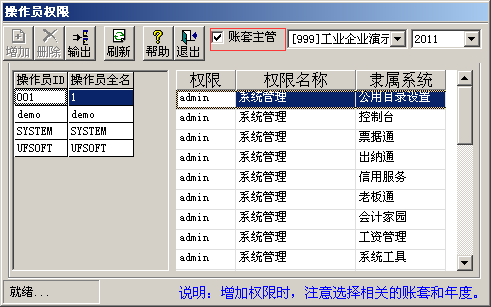 操作员权限
增加 删除 输出 刷新 帮助 退出 账套主管 [999]工业企业演示 2011
操作员ID 操作员全名
001 1
demo demo
SYSTEM SYSTEM
UFSOFT UFSOFT
权限 权限名称 隶属系统
admin 系统管理 公用目录设置
admin 系统管理 控制台
admin 系统管理 票据通
admin 系统管理 出纳通
admin 系统管理 信用服务
admin 系统管理 老板通
admin 系统管理 会计家园
admin 系统管理 工资管理
admin 系统管理 系统工具
就绪... 说明：增加权限时，注意选择相关的账套和年度。